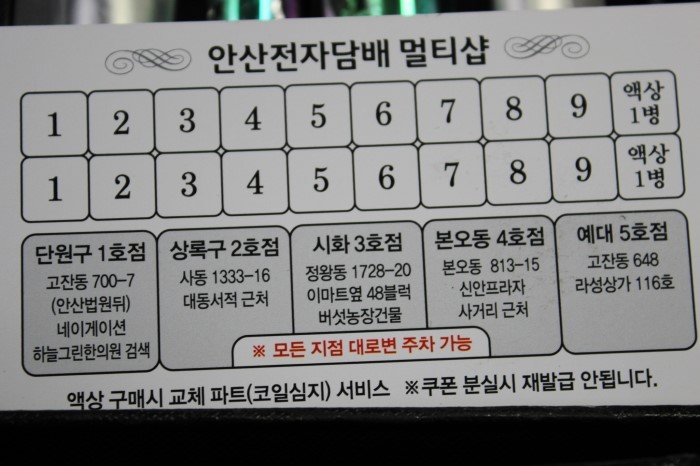 안산전자담배 멀티샵
1 2 3 4 5 6 7 8 9 액상 1병
1 2 3 4 5 6 7 8 9 액상 1병
단원구 1호점
고잔동 700-7
(안산법원뒤)
네이게이션
하늘그린한의원 검색
상록구 2호점
사동 1333-16
대동서적 근처
시화 3호점
정왕동 1728-20
이마트옆 48블럭
버섯농장건물
본오동 4호점
본오동 813-15
신안프라자
사거리 근처
예대 5호점
고잔동 648
라성상가 116호
※ 모든 지점 대로변 주차 가능
액상 구매시 교체 파트(코일심지) 서비스 ※쿠폰 분실시 재발급 안됩니다.